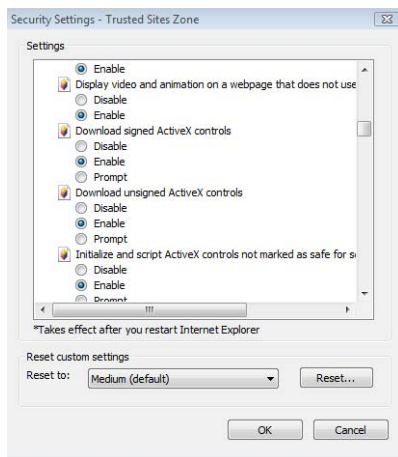 Security Settings - Trusted Sites Zone
Settings
Enable
Display video and animation on a webpage that does not use
Disable
Enable
Download signed ActiveX controls
Disable
Enable
Prompt
Download unsigned ActiveX controls
Disable
Enable
Prompt
Initialize and script ActiveX controls not marked as safe for
Disable
Enable
Prompt
*Takes effect after you restart Internet Explorer
Reset custom settings
Reset to:
Medium (default)
Reset...
OK
Cancel